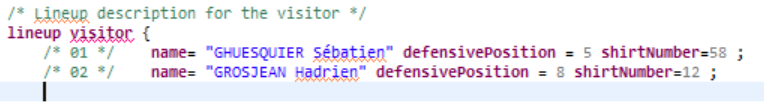 /* Lineup description for the visitor */
lineup visitor {
/* 01 */ name= "GHUESQUIER Sébatien" defensivePosition = 5 shirtNumber=58 ;
/* 02 */ name= "GROSJEAN Hadrien" defensivePosition = 8 shirtNumber=12 ;